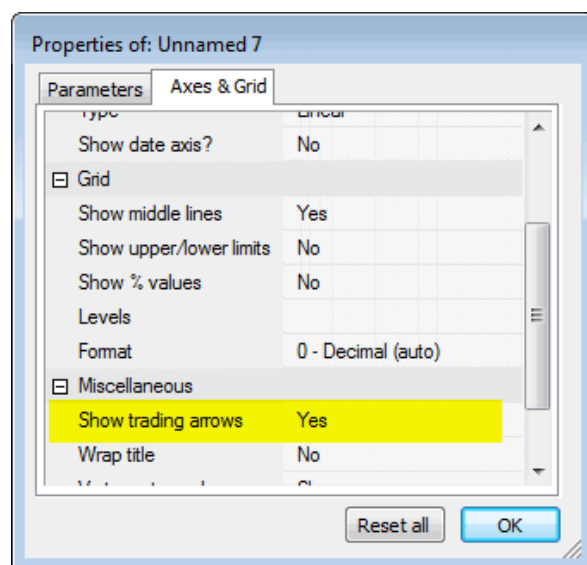 Properties of: Unnamed 7
Parameters Axes & Grid
Type Linear
Show date axis? No
Grid
Show middle lines Yes
Show upper/lower limits No
Show % values No
Levels
Format 0 - Decimal (auto)
Miscellaneous
Show trading arrows Yes
Wrap title No
Reset all OK